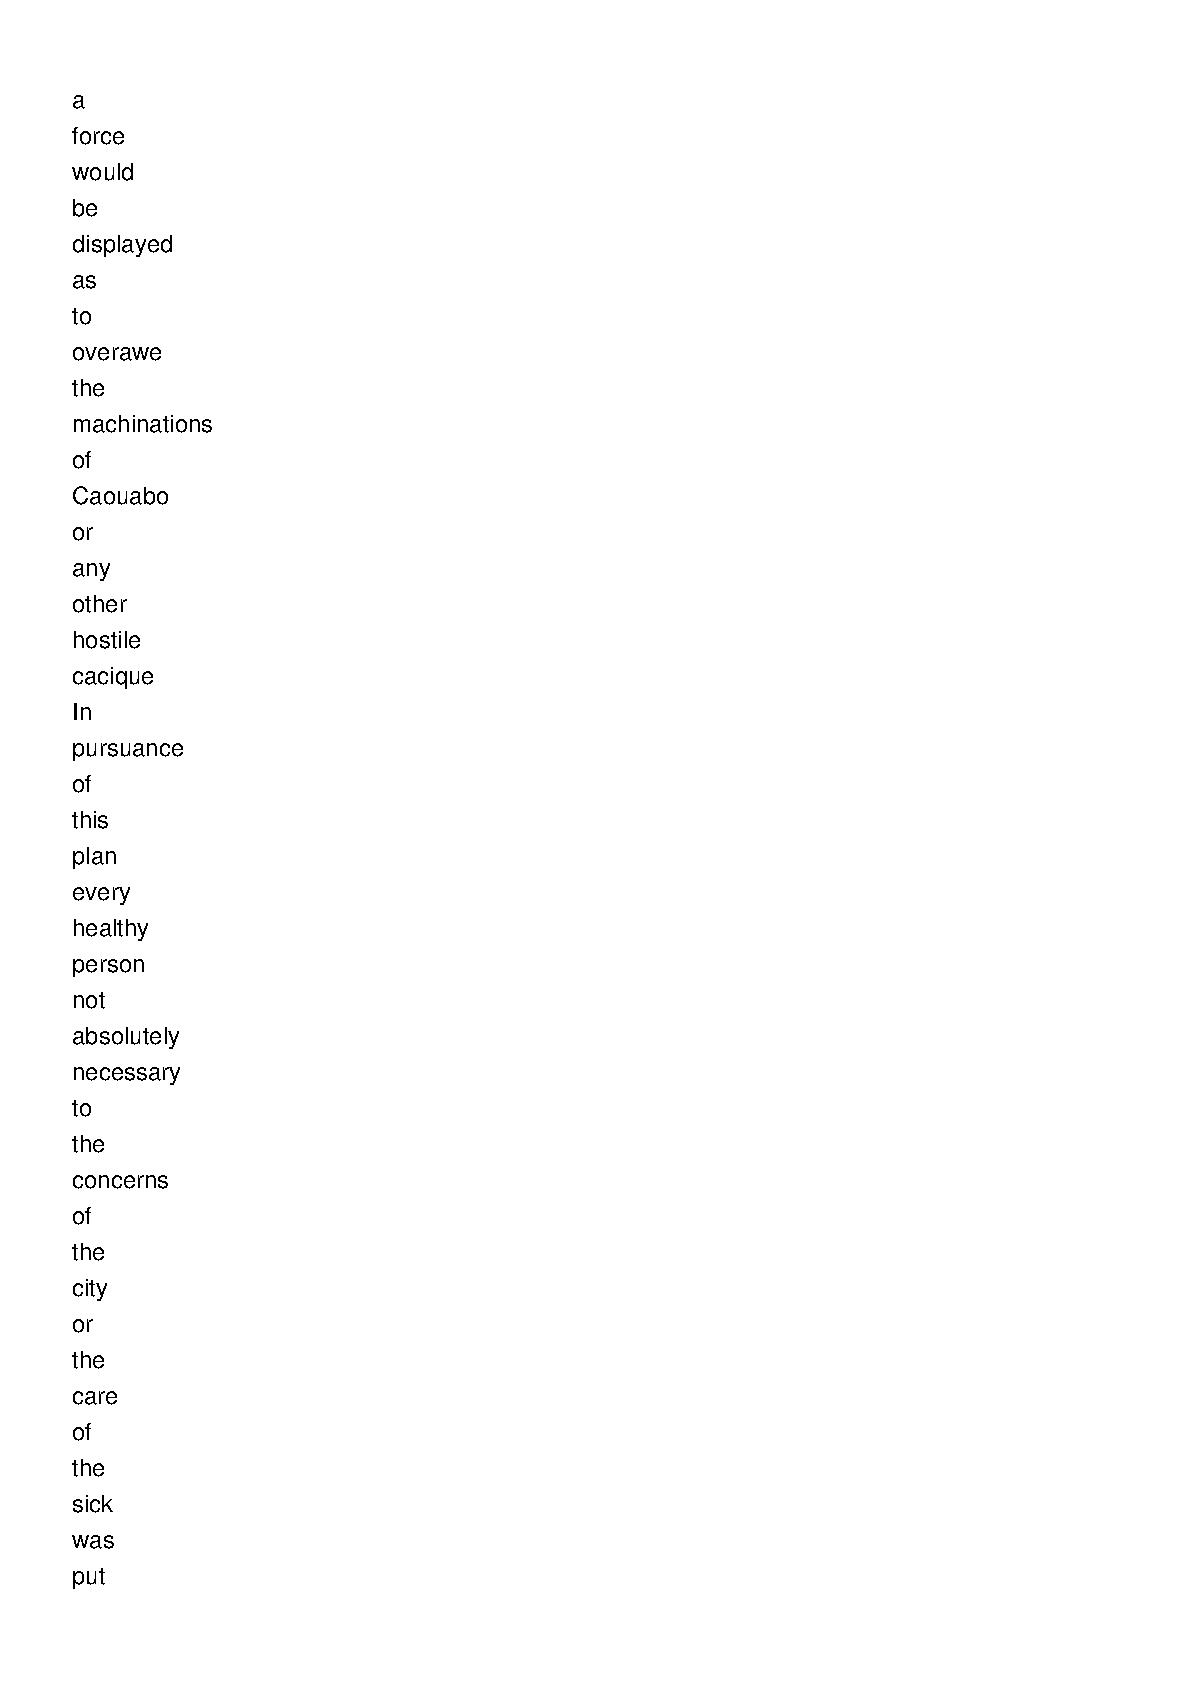 a
force
would
be
displayed
as
to
overawe
the
machinations
of
Caouabo
or
any
other
hostile
cacique
In
pursuance
of
this
plan
every
healthy
person
not
absolutely
necessary
to
the
concerns
of
the
city
or
the
care
of
the
sick
was
put